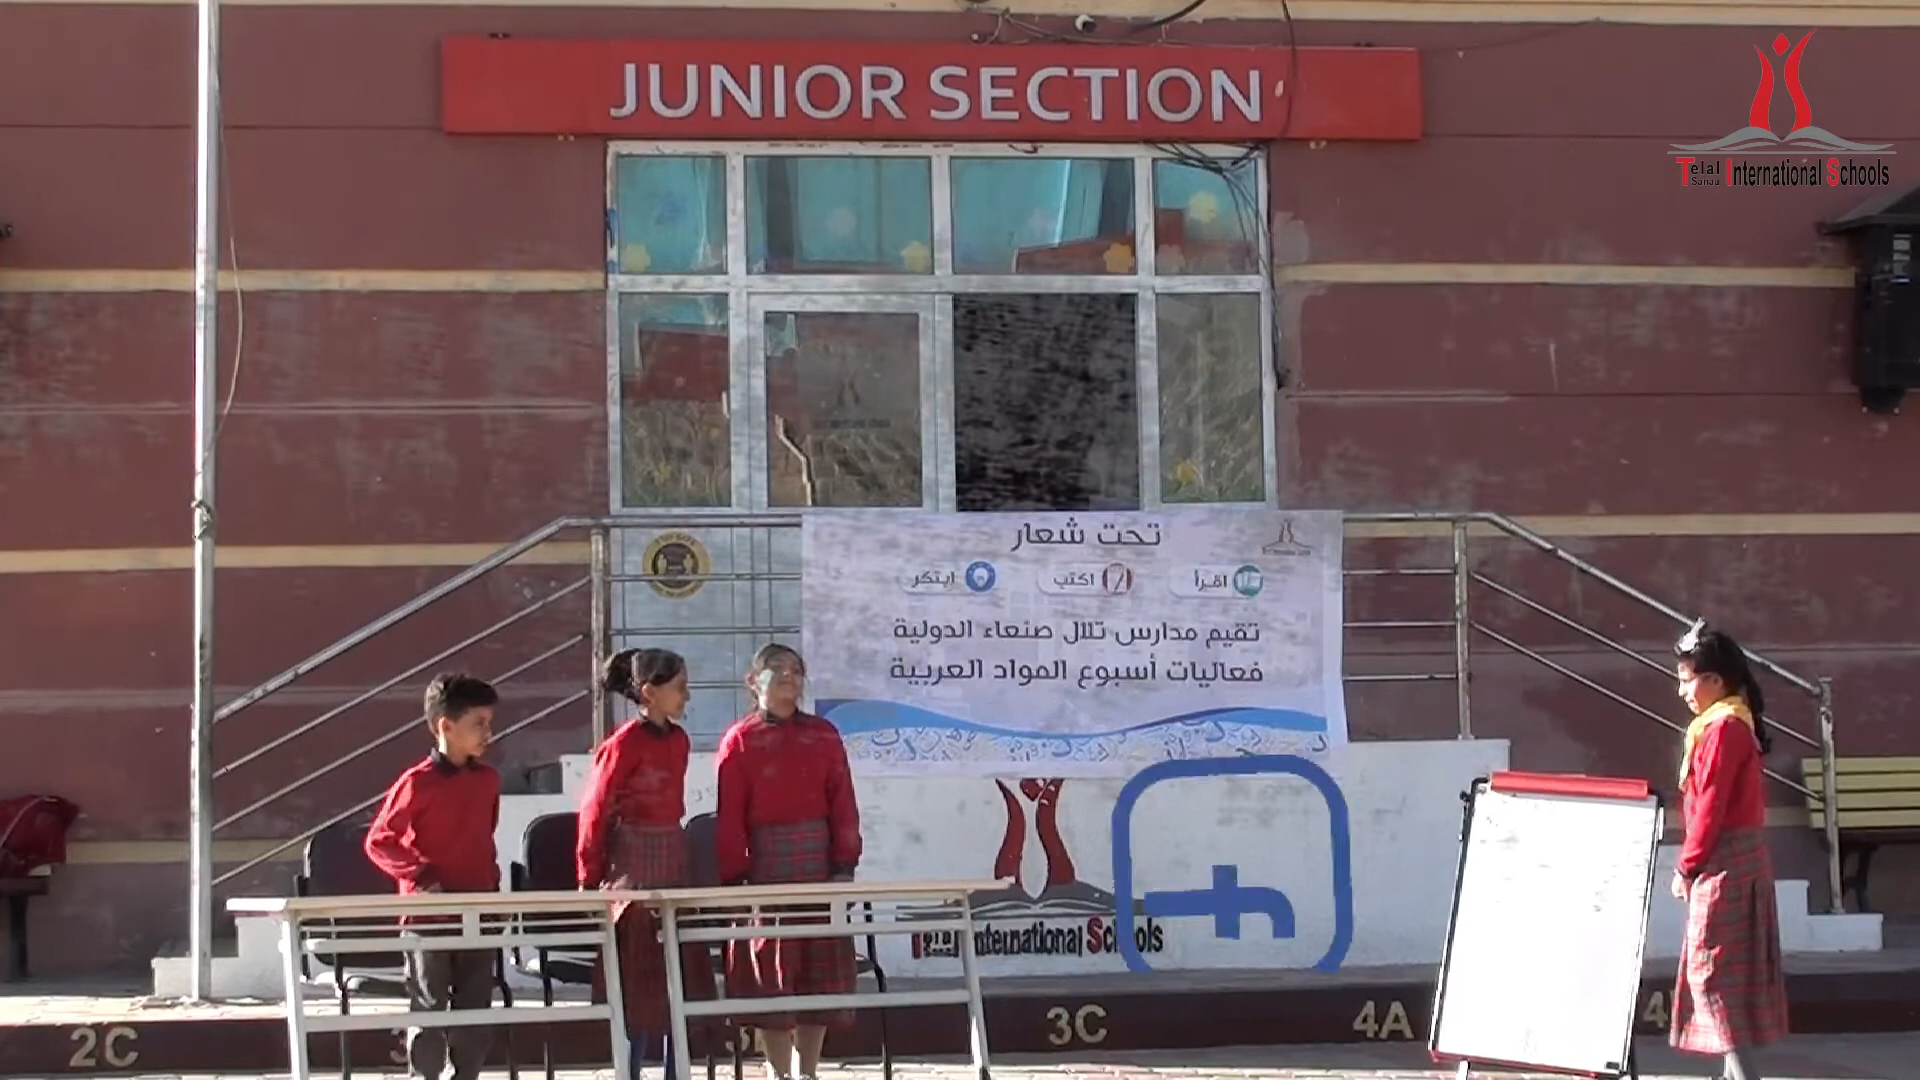 JUNIOR SECTION
Telal Sanaa International Schools
تحت شعار
اقرأ اكتب ابتكر
تقيم مدارس تلال صنعاء الدولية
فعاليات أسبوع المواد العربية
International Schools
2C
3C
4A